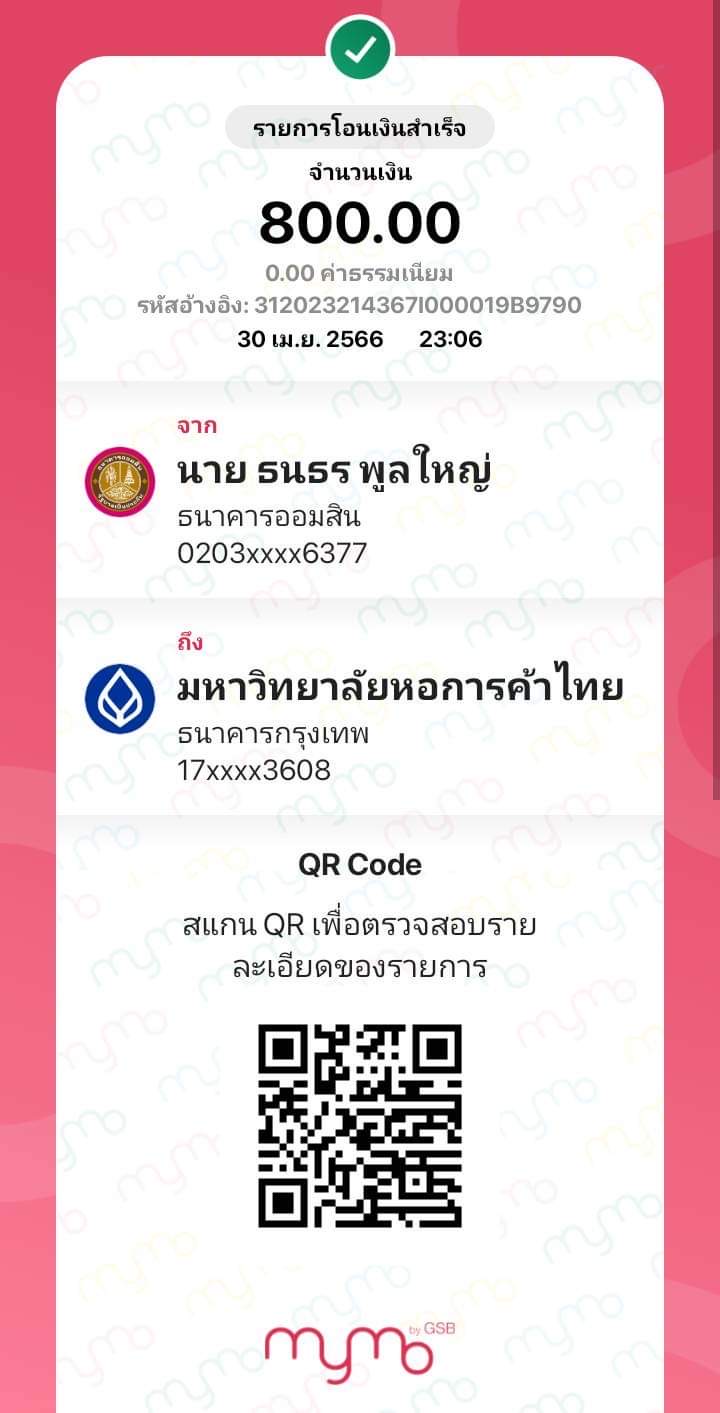 รายการโอนเงินสำเร็จ
จำนวนเงิน
800.00
0.00 ค่าธรรมเนียม
รหัสอ้างอิง: 312023214367I000019B9790
30 เม.ย. 2566 23:06
จาก
นาย ธนธร พูลใหญ่
ธนาคารออมสิน
0203xxxx6377
ถึง
มหาวิทยาลัยหอการค้าไทย
ธนาคารกรุงเทพ
17xxxx3608
QR Code
สแกน QR เพื่อตรวจสอบราย
ละเอียดของรายการ
by GSB
mymo